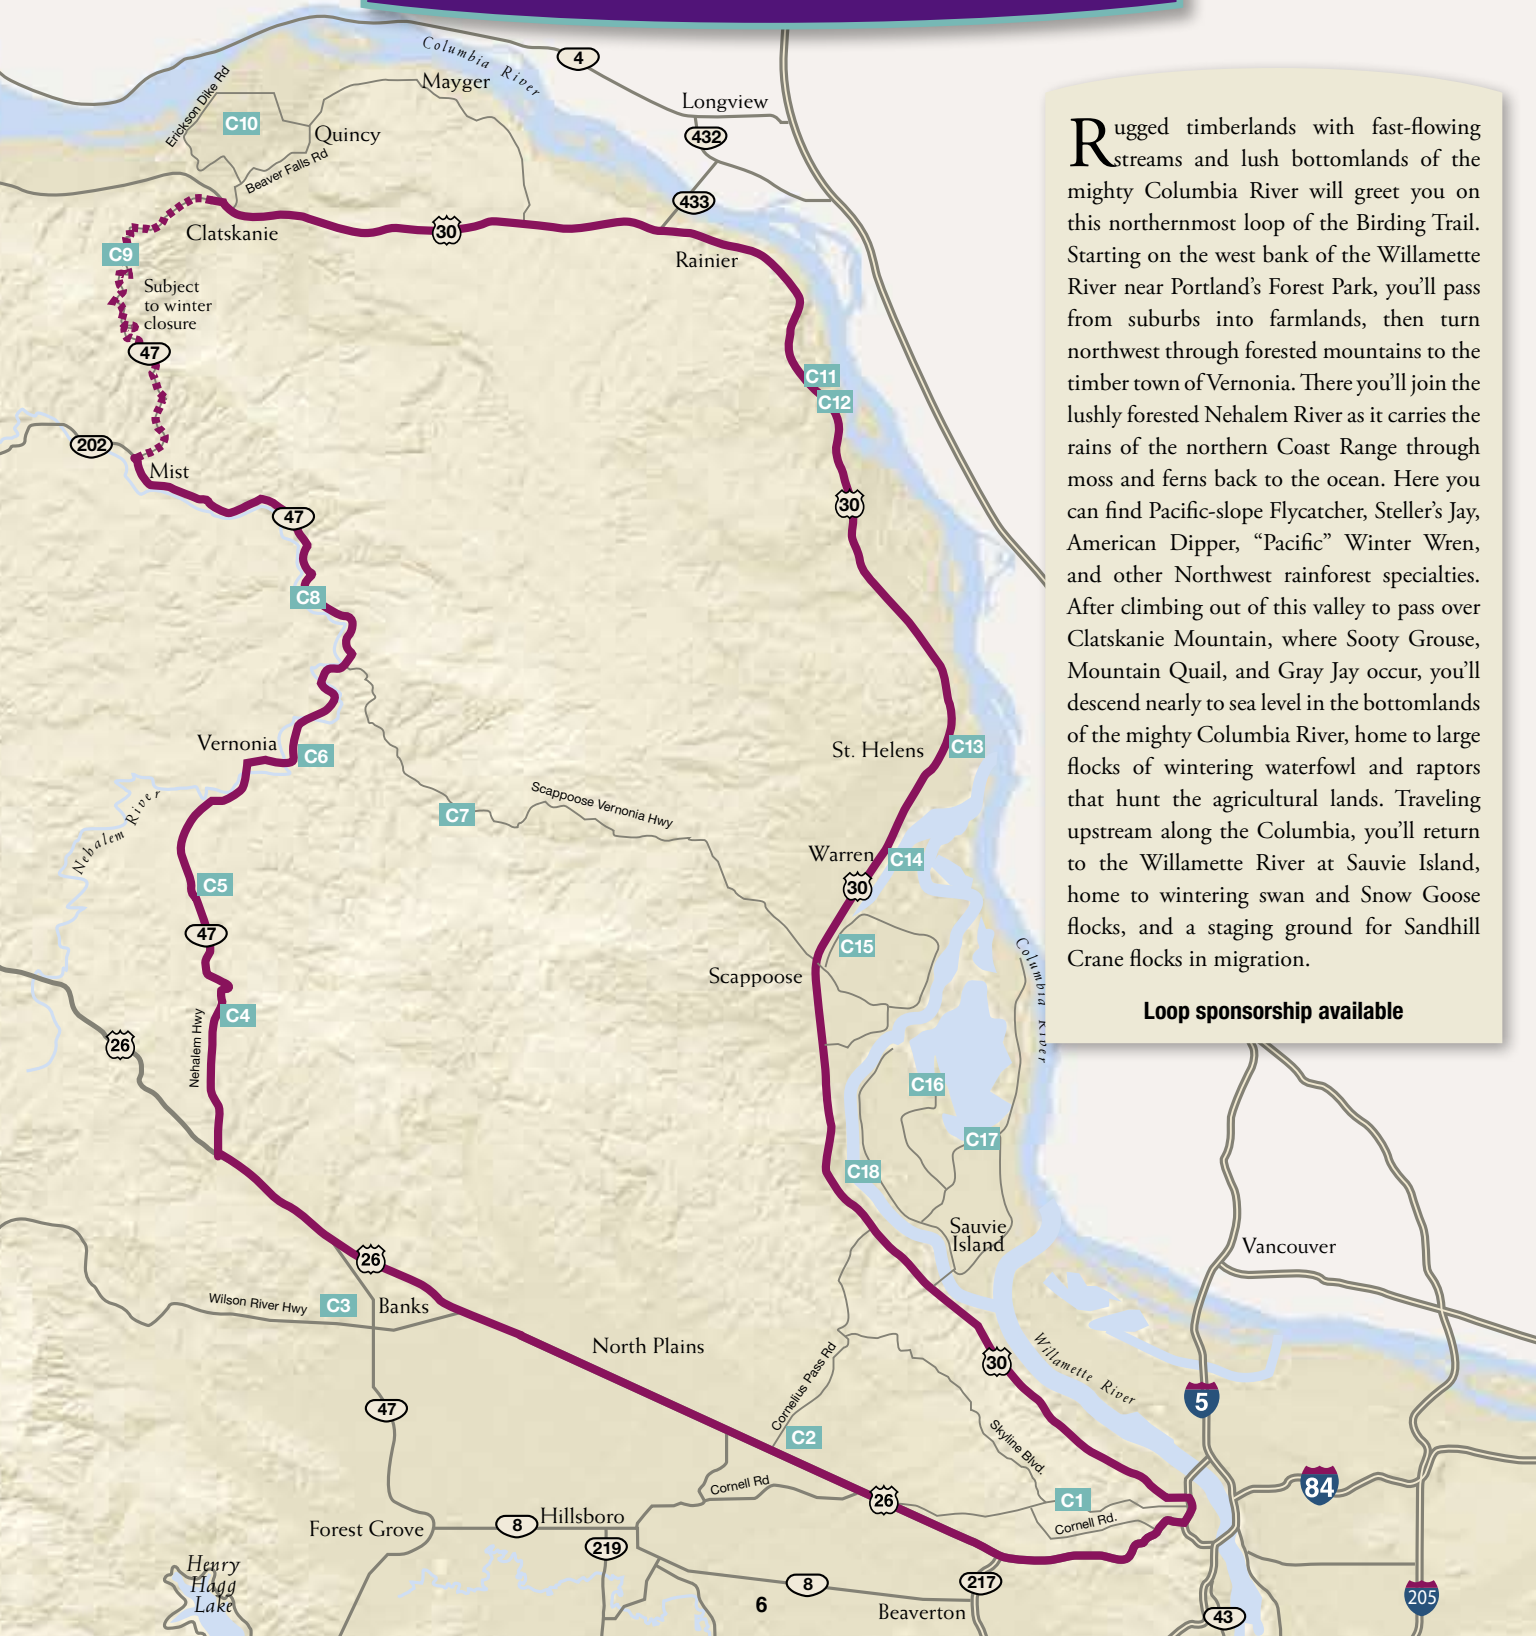 Columbia River
4
Mayger
Longview
Erickson Dike Rd
C10
Quincy
432
Beaver Falls Rd
433
Clatskanie
30
Rainier
C9
Subject
to winter
closure
47
C11
C12
202
Mist
47
30
C8
Vernonia
C6
St. Helens
C13
Nehalem River
C7
Scappoose Vernonia Hwy
Warren
C14
C5
30
47
C15
Scappoose
Columbia River
C4
Nehalem Hwy
26
C16
C17
C18
Sauvie
Island
Vancouver
26
Wilson River Hwy
C3
Banks
North Plains
Cornelius Pass Rd
30
Willamette River
5
47
C2
Skyline Blvd.
84
Cornell Rd
26
C1
Cornell Rd.
Forest Grove
8
Hillsboro
219
Henry
Hagg
Lake
8
217
6
Beaverton
205
43
Rugged timberlands with fast-flowing
streams and lush bottomlands of the
mighty Columbia River will greet you on
this northernmost loop of the Birding Trail.
Starting on the west bank of the Willamette
River near Portland’s Forest Park, you’ll pass
from suburbs into farmlands, then turn
northwest through forested mountains to the
timber town of Vernonia. There you’ll join the
lushly forested Nehalem River as it carries the
rains of the northern Coast Range through
moss and ferns back to the ocean. Here you
can find Pacific-slope Flycatcher, Steller’s Jay,
American Dipper, “Pacific” Winter Wren,
and other Northwest rainforest specialties.
After climbing out of this valley to pass over
Clatskanie Mountain, where Sooty Grouse,
Mountain Quail, and Gray Jay occur, you’ll
descend nearly to sea level in the bottomlands
of the mighty Columbia River, home to large
flocks of wintering waterfowl and raptors
that hunt the agricultural lands. Traveling
upstream along the Columbia, you’ll return
to the Willamette River at Sauvie Island,
home to wintering swan and Snow Goose
flocks, and a staging ground for Sandhill
Crane flocks in migration.
Loop sponsorship available